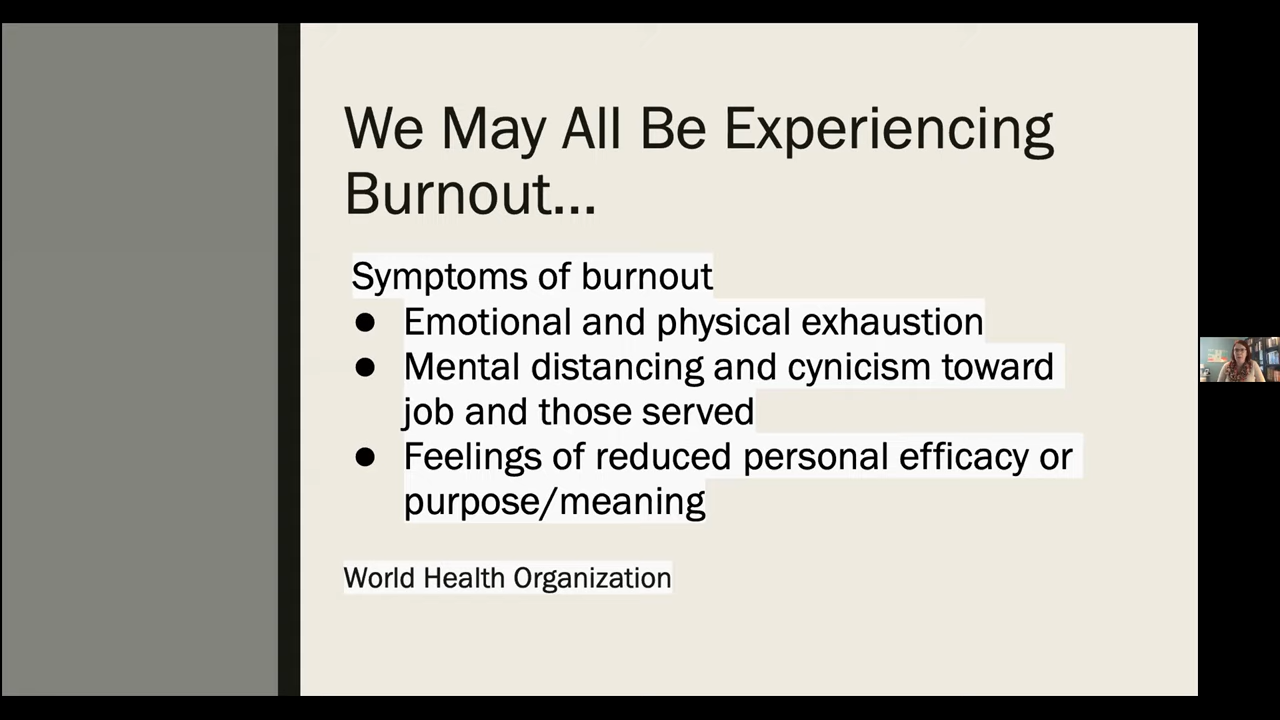 We May All Be Experiencing
Burnout...
Symptoms of burnout
● Emotional and physical exhaustion
● Mental distancing and cynicism toward
job and those served
● Feelings of reduced personal efficacy or
purpose/meaning
World Health Organization